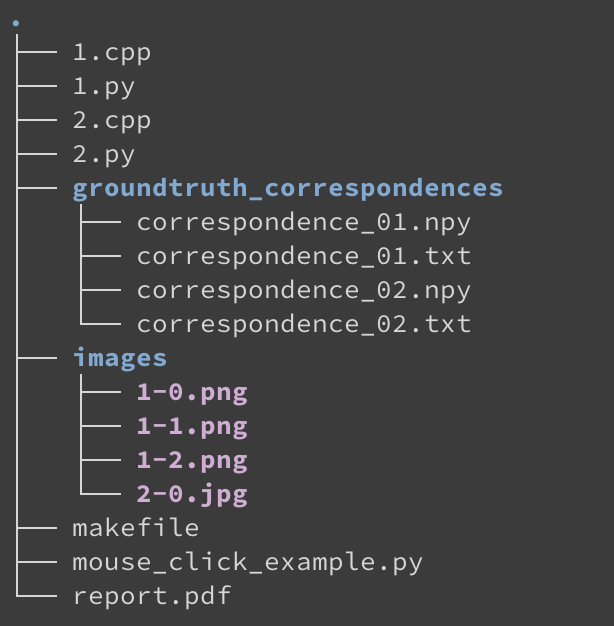 .
1.cpp
1.py
2.cpp
2.py
groundtruth_correspondences
correspondence_01.npy
correspondence_01.txt
correspondence_02.npy
correspondence_02.txt
images
1-0.png
1-1.png
1-2.png
2-0.jpg
makefile
mouse_click_example.py
report.pdf